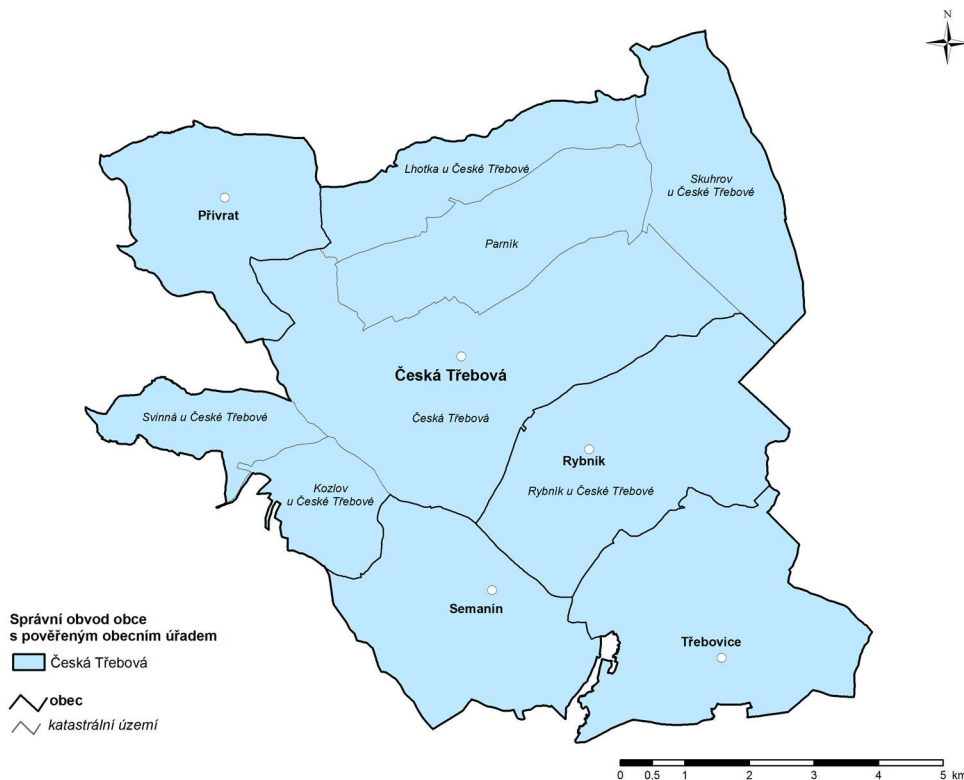 N
Lhotka u České Třebové
Skuhrov
u České Třebové
Přívrat
Parník
Česká Třebová
Česká Třebová
Svinná u České Třebové
Rybník
Kozlov
u České Třebové
Rybník u České Třebové
Semanín
Třebovice
Správní obvod obce
s pověřeným obecním úřadem
Česká Třebová
obec
katastrální území
0 0,5 1 2 3 4 5 km